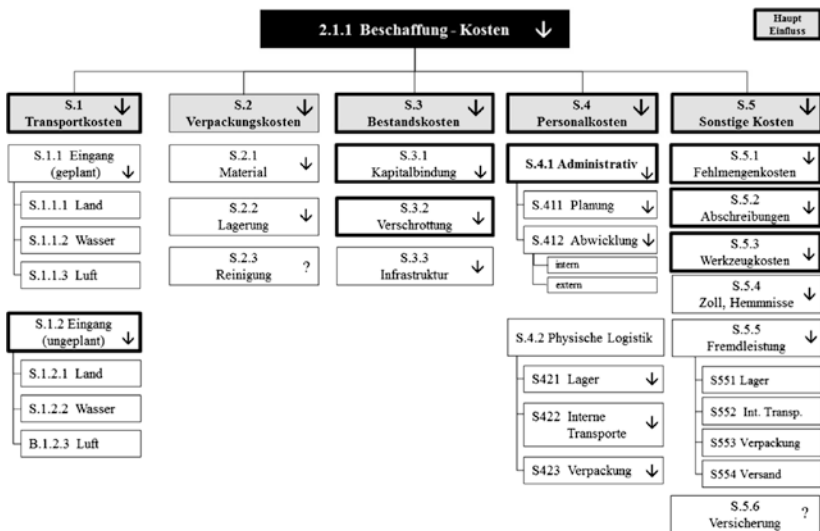 2.1.1 Beschaffung - Kosten ↓
Haupt
Einfluss
S.1 ↓
Transportkosten
S.1.1 Eingang
(geplant) ↓
S.1.1.1 Land
S.1.1.2 Wasser
S.1.1.3 Luft
S.1.2 Eingang
(ungeplant) ↓
S.1.2.1 Land
S.1.2.2 Wasser
B.1.2.3 Luft
S.2 ↓
Verpackungskosten
S.2.1
Material ↓
S.2.2
Lagerung ↓
S.2.3
Reinigung ?
S.3 ↓
Bestandskosten
S.3.1
Kapitalbindung ↓
S.3.2
Verschrottung ↓
S.3.3
Infrastruktur ↓
S.4 ↓
Personalkosten
S.4.1 Administrativ ↓
S.411 Planung ↓
S.412 Abwicklung ↓
intern
extern
S.4.2 Physische Logistik
S421 Lager ↓
S422 Interne
Transporte ↓
S423 Verpackung ↓
S.5 ↓
Sonstige Kosten
S.5.1
Fehlmengenkosten ↓
S.5.2
Abschreibungen ↓
S.5.3
Werkzeugkosten ↓
S.5.4
Zoll, Hemmnisse ↓
S.5.5
Fremdleistung ↓
S551 Lager
S552 Int. Transp.
S553 Verpackung
S554 Versand
S.5.6
Versicherung ?